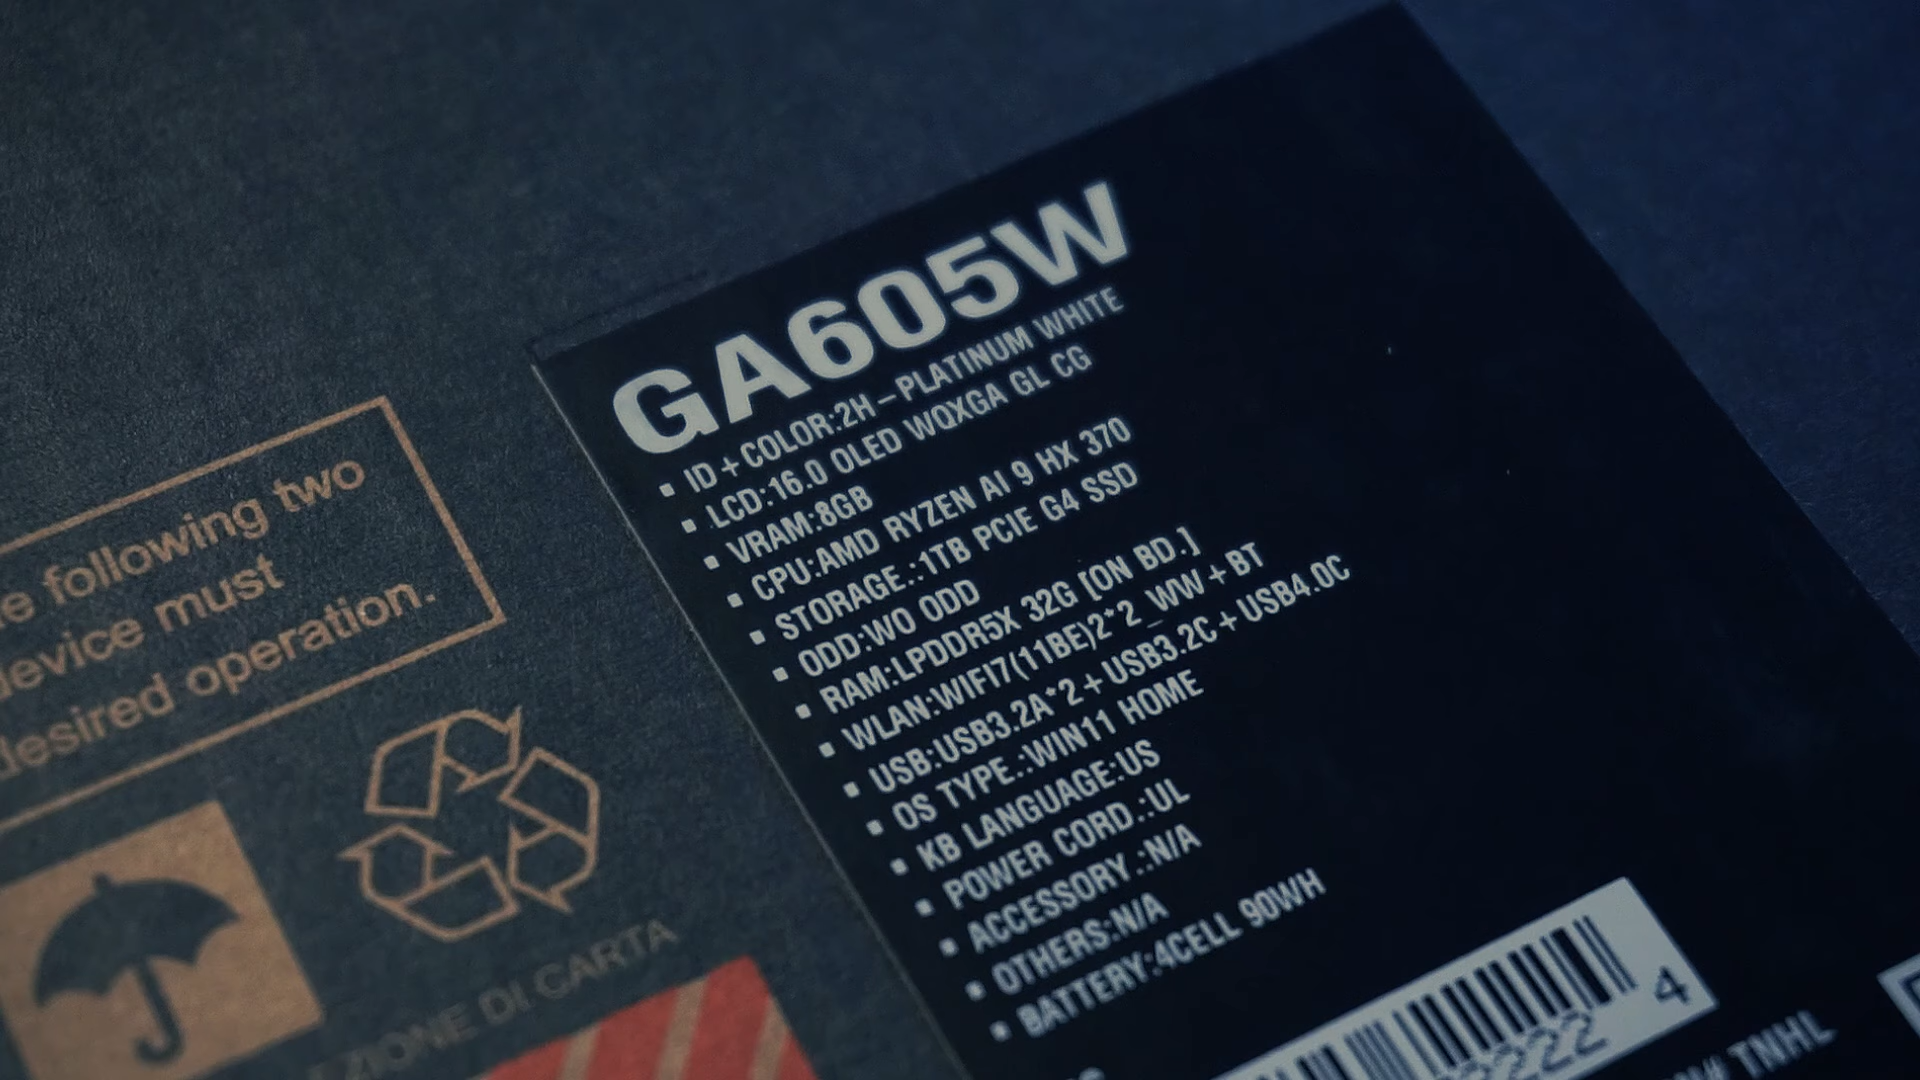 GA605W
▪ ID+COLOR:2H–PLATINUM WHITE
▪ LCD:16.0 OLED WQXGA GL CG
▪ VRAM:8GB
▪ CPU:AMD RYZEN AI 9 HX 370
▪ STORAGE.:1TB PCIE G4 SSD
▪ ODD:WO ODD
▪ RAM:LPDDR5X 32G [ON BD.]
▪ WLAN:WIFI7(11BE)2*2_WW+BT
▪ USB:USB3.2A*2+USB3.2C+USB4.0C
▪ OS TYPE.:WIN11 HOME
▪ KB LANGUAGE:US
▪ POWER CORD.:UL
▪ ACCESSORY.:N/A
▪ OTHERS:N/A
▪ BATTERY:4CELL 90WH
4
TNHL
following two
device must
desired operation.
DI CARTA